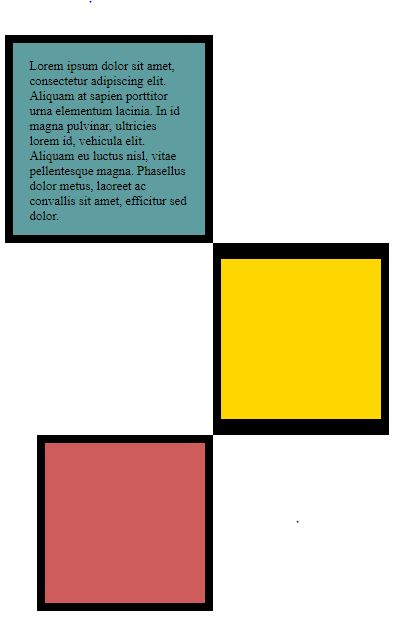 Lorem ipsum dolor sit amet,
consectetur adipiscing elit.
Aliquam at sapien porttitor
urna elementum lacinia. In id
magna pulvinar, ultricies
lorem id, vehicula elit.
Aliquam eu luctus nisl, vitae
pellentesque magna. Phasellus
dolor metus, laoreet ac
convallis sit amet, efficitur sed
dolor.